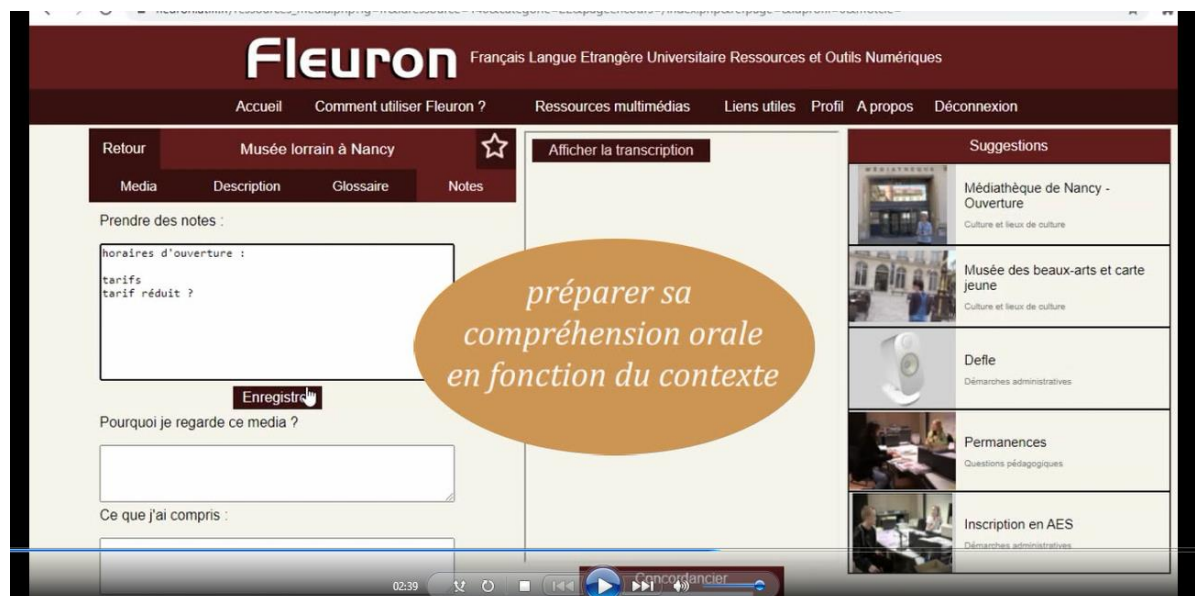 Fleuron Français Langue Etrangère Universitaire Ressources et Outils Numériques
Accueil Comment utiliser Fleuron ? Ressources multimédias Liens utiles Profil A propos Déconnexion
Retour Musée lorrain à Nancy
Media Description Glossaire Notes
Prendre des notes :
horaires d'ouverture :
tarifs
tarif réduit ?
Enregistre
Pourquoi je regarde ce media ?
Ce que j'ai compris :
Afficher la transcription
préparer sa
compréhension orale
en fonction du contexte
Concordancier
Suggestions
Médiathèque de Nancy -
Ouverture
Culture et lieux de culture
Musée des beaux-arts et carte
jeune
Culture et lieux de culture
Defle
Démarches administratives
Permanences
Questions pédagogiques
Inscription en AES
Démarches administratives
02:39